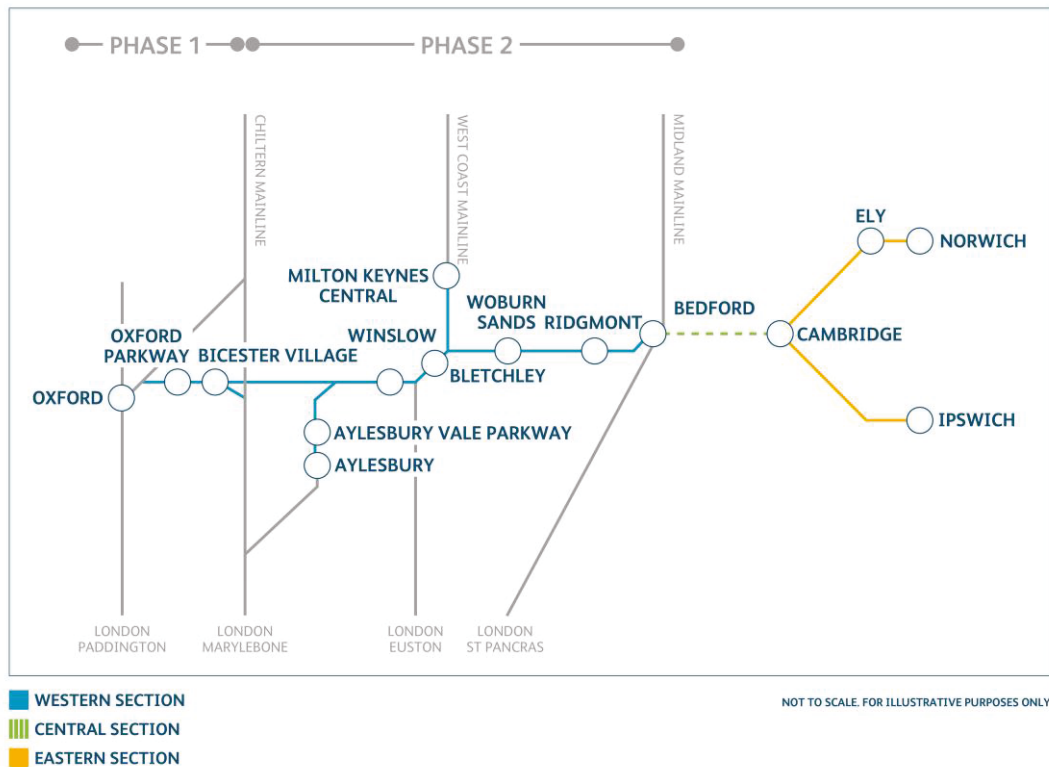 PHASE 1
PHASE 2
CHILTERN MAINLINE
WEST COAST MAINLINE
MIDLAND MAINLINE
ELY
NORWICH
MILTON KEYNES
CENTRAL
WOBURN
SANDS
RIDGMONT
BEDFORD
CAMBRIDGE
OXFORD
PARKWAY
BICESTER VILLAGE
WINSLOW
BLETCHLEY
OXFORD
IPSWICH
AYLESBURY VALE PARKWAY
AYLESBURY
LONDON
PADDINGTON
LONDON
MARYLEBONE
LONDON
EUSTON
LONDON
ST PANCRAS
WESTERN SECTION
NOT TO SCALE. FOR ILLUSTRATIVE PURPOSES ONLY
CENTRAL SECTION
EASTERN SECTION